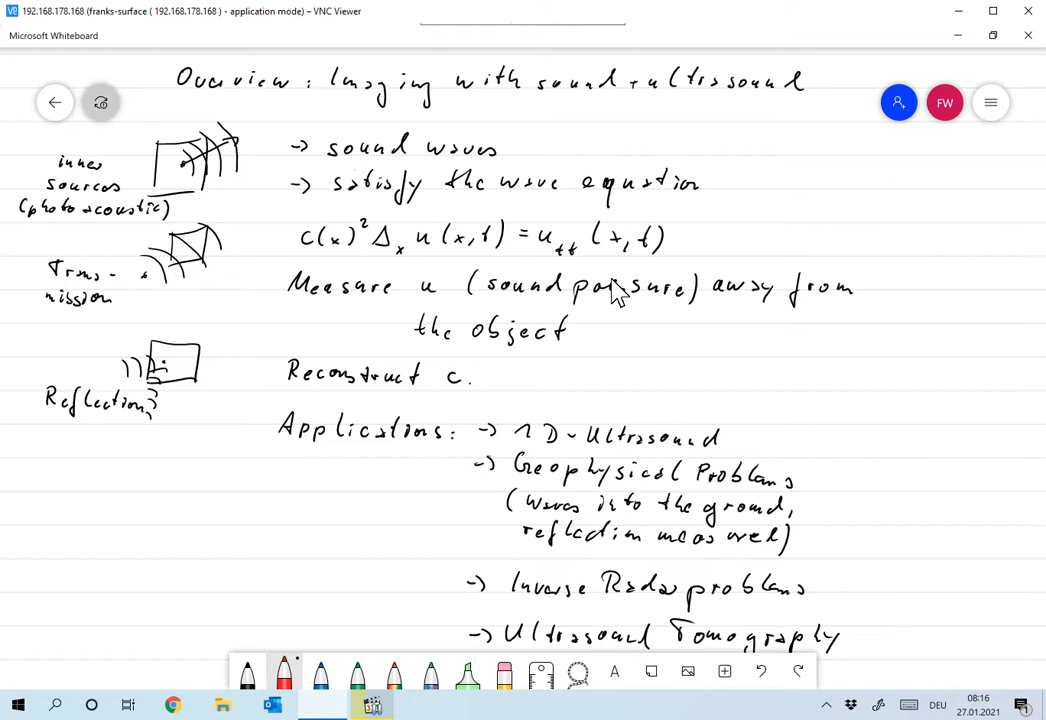 192.168.178.168 (franks-surface ( 192.168.178.168 ) - application mode) – VNC Viewer
Microsoft Whiteboard
Overview: Imaging with sound + ultrasound
FW
inner
sources
(photoacoustic)
-> sound waves
-> satisfy the wave equation
c(x)² Δₓ u(x,t) = uₜₜ(x,t)
Trans-
mission
Measure u (sound pressure) away from
the object
Reflection
Reconstruct c.
Applications: -> 1D-Ultrasound
-> Geophysical Problems
(waves into the ground,
reflection measured)
-> Inverse Radar problems
-> Ultrasound Tomography
A
DEU
08:16
27.01.2021
1